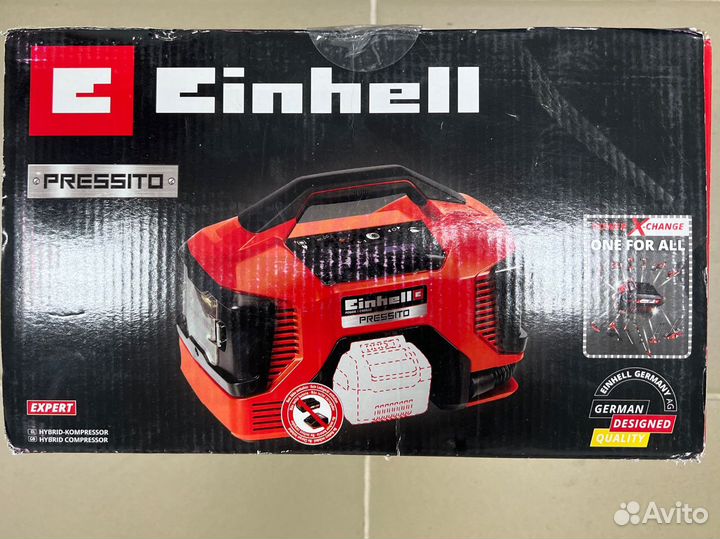 Einhell
PRESSITO
POWER X-CHANGE
ONE FOR ALL
Einhell
PRESSITO
EINHELL GERMANY AG
GERMAN
DESIGNED
QUALITY
EXPERT
HYBRID-KOMPRESSOR
GB HYBRID COMPRESSOR
Avito